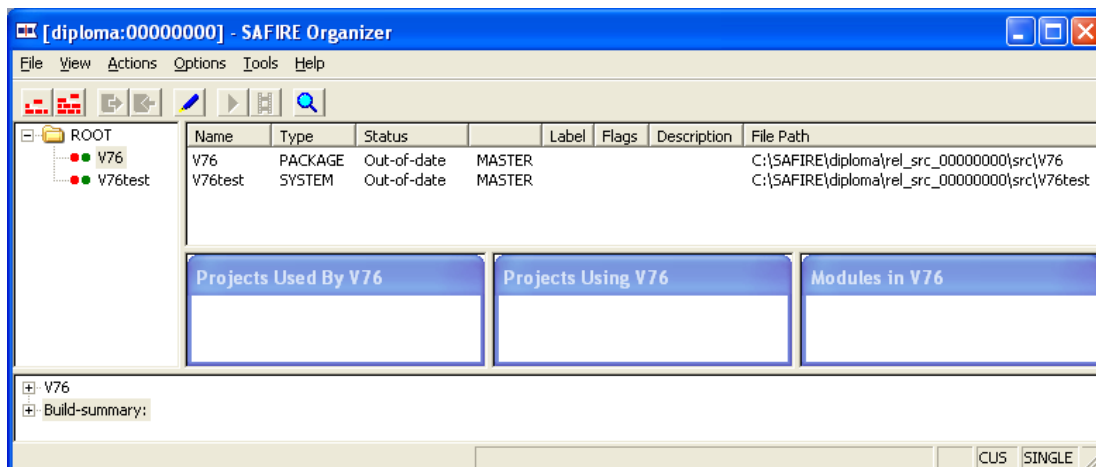 [diploma:00000000] - SAFIRE Organizer
File View Actions Options Tools Help
ROOT
V76
V76test
Name Type Status Label Flags Description File Path
V76 PACKAGE Out-of-date MASTER C:\SAFIRE\diploma\rel_src_00000000\src\V76
V76test SYSTEM Out-of-date MASTER C:\SAFIRE\diploma\rel_src_00000000\src\V76test
Projects Used By V76
Projects Using V76
Modules in V76
V76
Build-summary:
CUS SINGLE